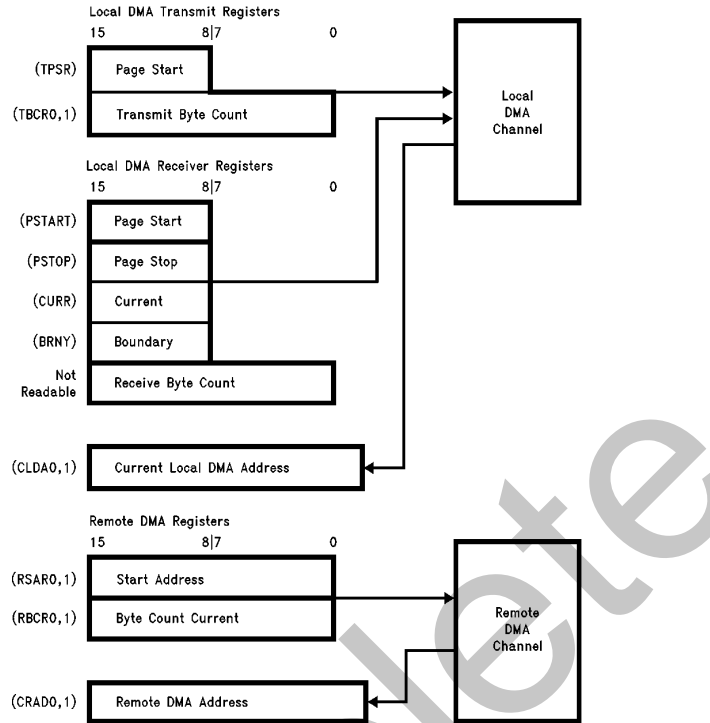 Local DMA Transmit Registers
15 8|7 0
(TPSR) Page Start
(TBCR0,1) Transmit Byte Count
Local
DMA
Channel
Local DMA Receiver Registers
15 8|7 0
(PSTART) Page Start
(PSTOP) Page Stop
(CURR) Current
(BRNY) Boundary
Not
Readable
Receive Byte Count
(CLDA0,1) Current Local DMA Address
Remote DMA Registers
15 8|7 0
(RSAR0,1) Start Address
(RBCR0,1) Byte Count Current
Remote
DMA
Channel
(CRAD0,1) Remote DMA Address
lete